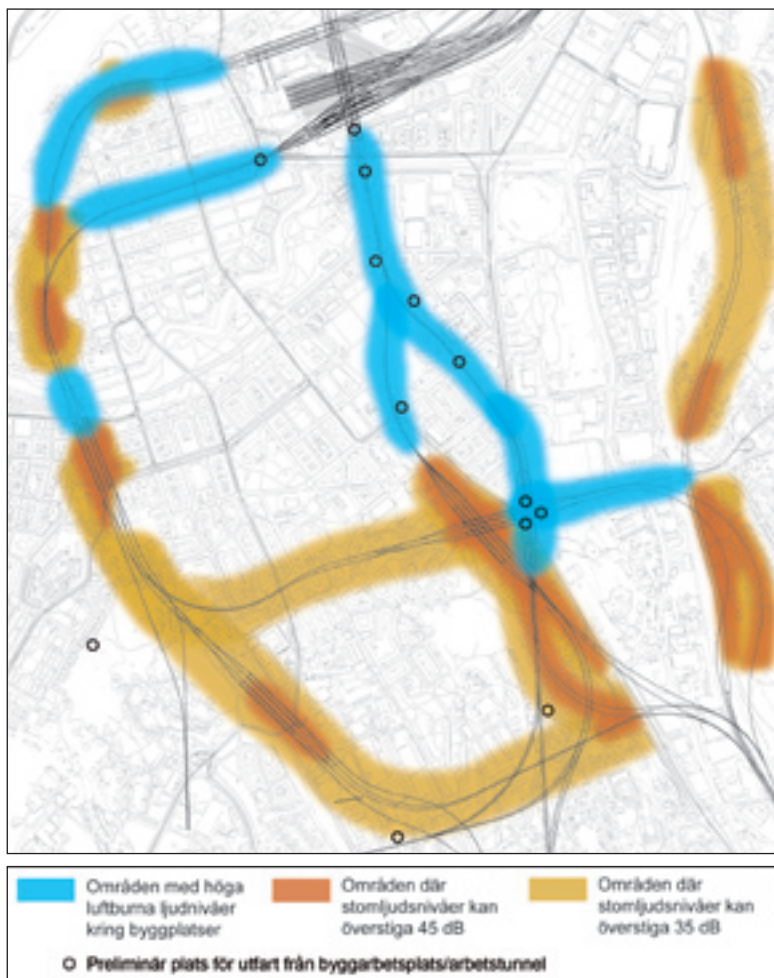 Områden med höga
luftburna ljudnivåer
kring byggplatser
Områden där
stomljudsnivåer kan
överstiga 45 dB
Områden där
stomljudsnivåer kan
överstiga 35 dB
Preliminär plats för utfart från byggarbetsplats/arbetstunnel